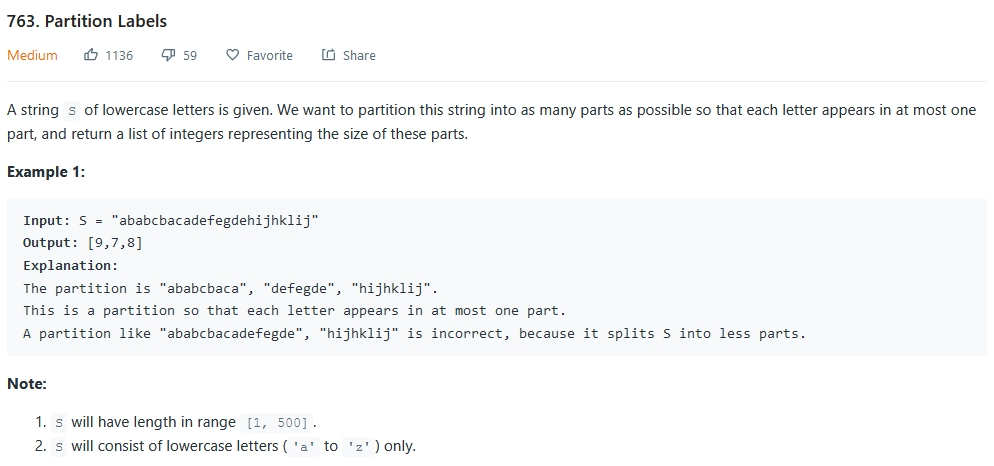 763. Partition Labels
Medium 1136 59 Favorite Share
A string S of lowercase letters is given. We want to partition this string into as many parts as possible so that each letter appears in at most one
part, and return a list of integers representing the size of these parts.
Example 1:
Input: S = "ababcbacadefegdehijhklij"
Output: [9,7,8]
Explanation:
The partition is "ababcbaca", "defegde", "hijhklij".
This is a partition so that each letter appears in at most one part.
A partition like "ababcbacadefegde", "hijhklij" is incorrect, because it splits S into less parts.
Note:
1. S will have length in range [1, 500].
2. S will consist of lowercase letters ('a' to 'z') only.